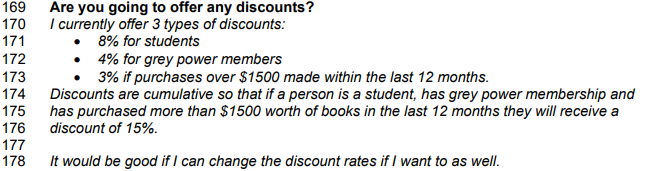 169 Are you going to offer any discounts?
170 I currently offer 3 types of discounts:
171 • 8% for students
172 • 4% for grey power members
173 • 3% if purchases over $1500 made within the last 12 months.
174 Discounts are cumulative so that if a person is a student, has grey power membership and
175 has purchased more than $1500 worth of books in the last 12 months they will receive a
176 discount of 15%.
177
178 It would be good if I can change the discount rates if I want to as well.